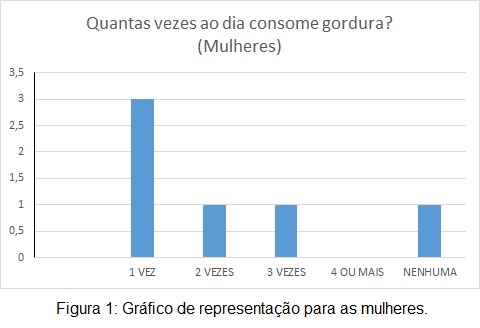 Quantas vezes ao dia consome gordura?
(Mulheres)
3,5
3
2,5
2
1,5
1
0,5
0
1 VEZ
2 VEZES
3 VEZES
4 OU MAIS
NENHUMA
Figura 1: Gráfico de representação para as mulheres.